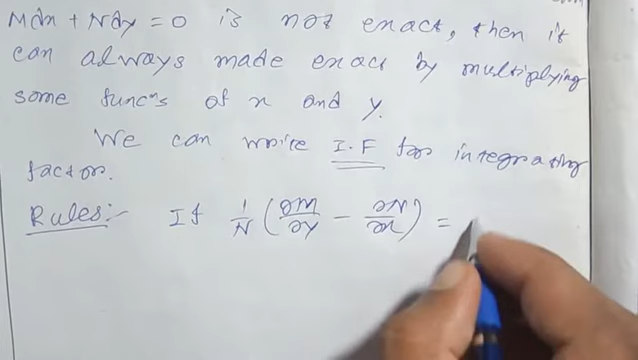 Mdx + Ndy = 0 is not exact, then it
can always made exact by multiplying
some funcns of x and y.
We can write I.F for integrating
factor.
Rules:- If 1/N (∂M/∂y - ∂N/∂x) =